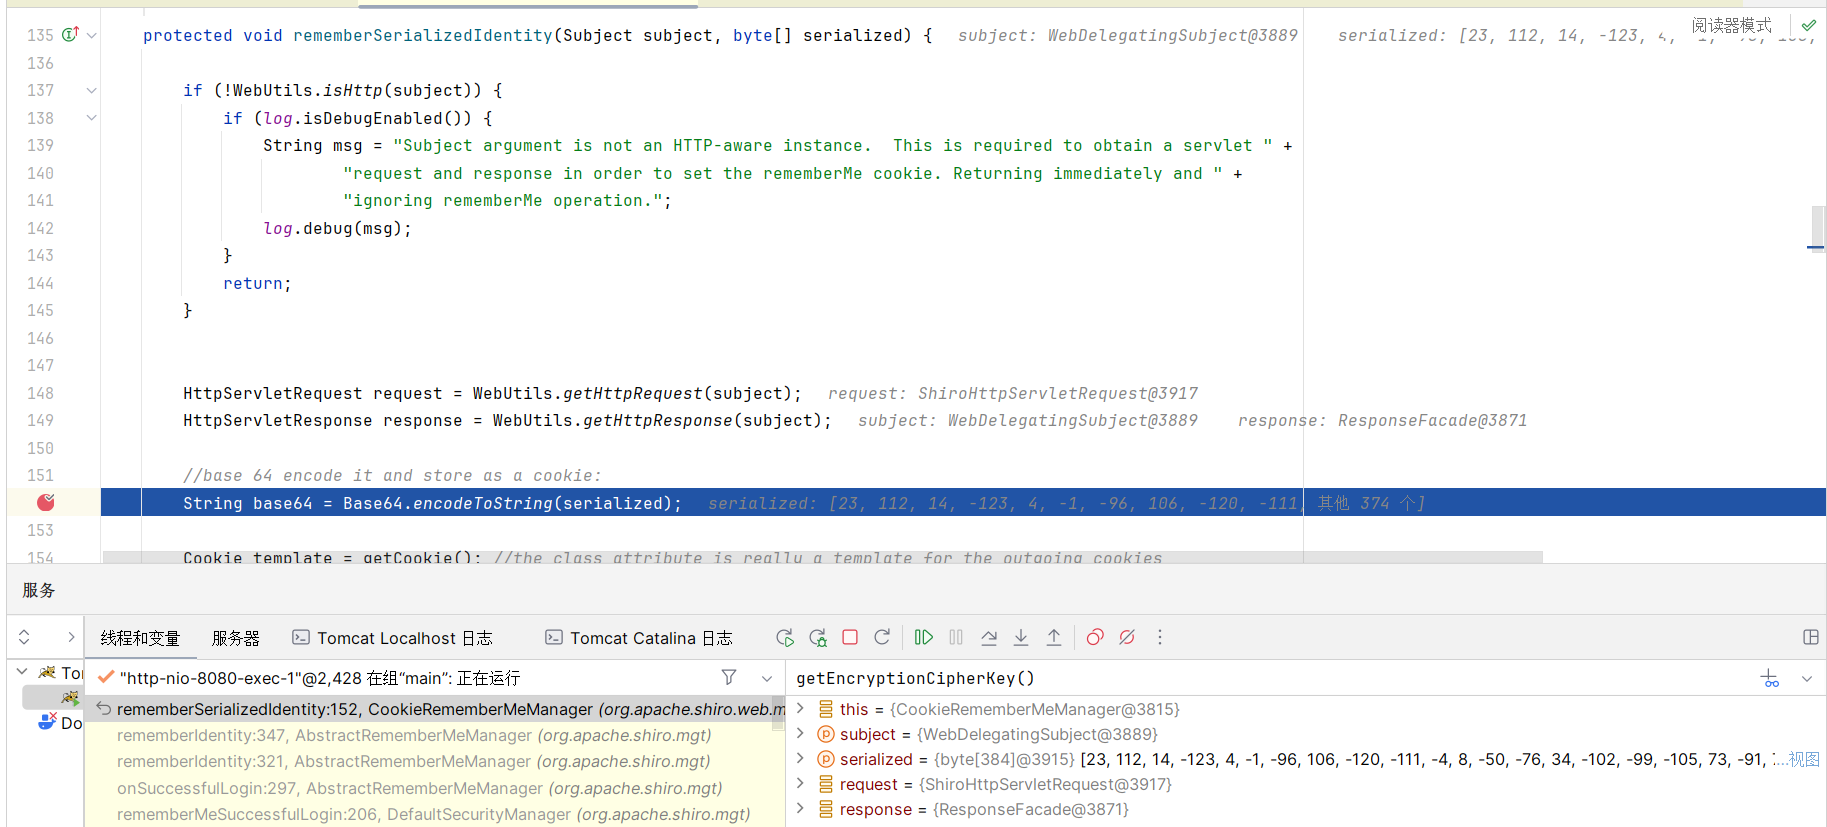 阅读器模式
135 protected void rememberSerializedIdentity(Subject subject, byte[] serialized) { subject: WebDelegatingSubject@3889 serialized: [23, 112, 14, -123, 4, -1, -96, 106,
136
137 if (!WebUtils.isHttp(subject)) {
138 if (log.isDebugEnabled()) {
139 String msg = "Subject argument is not an HTTP-aware instance.  This is required to obtain a servlet " +
140 "request and response in order to set the rememberMe cookie. Returning immediately and " +
141 "ignoring rememberMe operation.";
142 log.debug(msg);
143 }
144 return;
145 }
146
147
148 HttpServletRequest request = WebUtils.getHttpRequest(subject); request: ShiroHttpServletRequest@3917
149 HttpServletResponse response = WebUtils.getHttpResponse(subject); subject: WebDelegatingSubject@3889 response: ResponseFacade@3871
150
151 //base 64 encode it and store as a cookie:
String base64 = Base64.encodeToString(serialized); serialized: [23, 112, 14, -123, 4, -1, -96, 106, -120, -111, 其他 374 个]
153
154 Cookie template = getCookie(); //the class attribute is really a template for the outgoing cookies
服务
线程和变量 服务器 Tomcat Localhost 日志 Tomcat Catalina 日志
Tor
Do
"http-nio-8080-exec-1"@2,428 在组“main”: 正在运行
rememberSerializedIdentity:152, CookieRememberMeManager (org.apache.shiro.web.m
rememberIdentity:347, AbstractRememberMeManager (org.apache.shiro.mgt)
rememberIdentity:321, AbstractRememberMeManager (org.apache.shiro.mgt)
onSuccessfulLogin:297, AbstractRememberMeManager (org.apache.shiro.mgt)
rememberMeSuccessfulLogin:206, DefaultSecurityManager (org.apache.shiro.mgt)
getEncryptionCipherKey()
this = {CookieRememberMeManager@3815}
subject = {WebDelegatingSubject@3889}
serialized = {byte[384]@3915} [23, 112, 14, -123, 4, -1, -96, 106, -120, -111, -4, 8, -50, -76, 34, -102, -99, -105, 73, -91, ...视图
request = {ShiroHttpServletRequest@3917}
response = {ResponseFacade@3871}